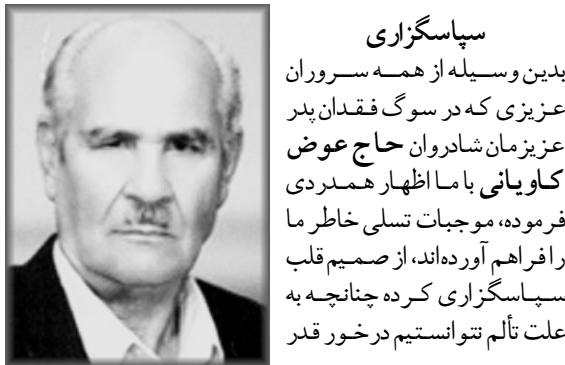 سپاسگزاری
بدین وسیله از همه سروران
عزیزی که در سوگ فقدان پدر
عزیزمان شادروان حاج عوض
کاویانی با ما اظهار همدردی
فرموده، موجبات تسلی خاطر ما
را فراهم آورده‌اند، از صمیم قلب
سپاسگزاری کرده چنانچه به
علت تألم نتوانستیم درخور قدر